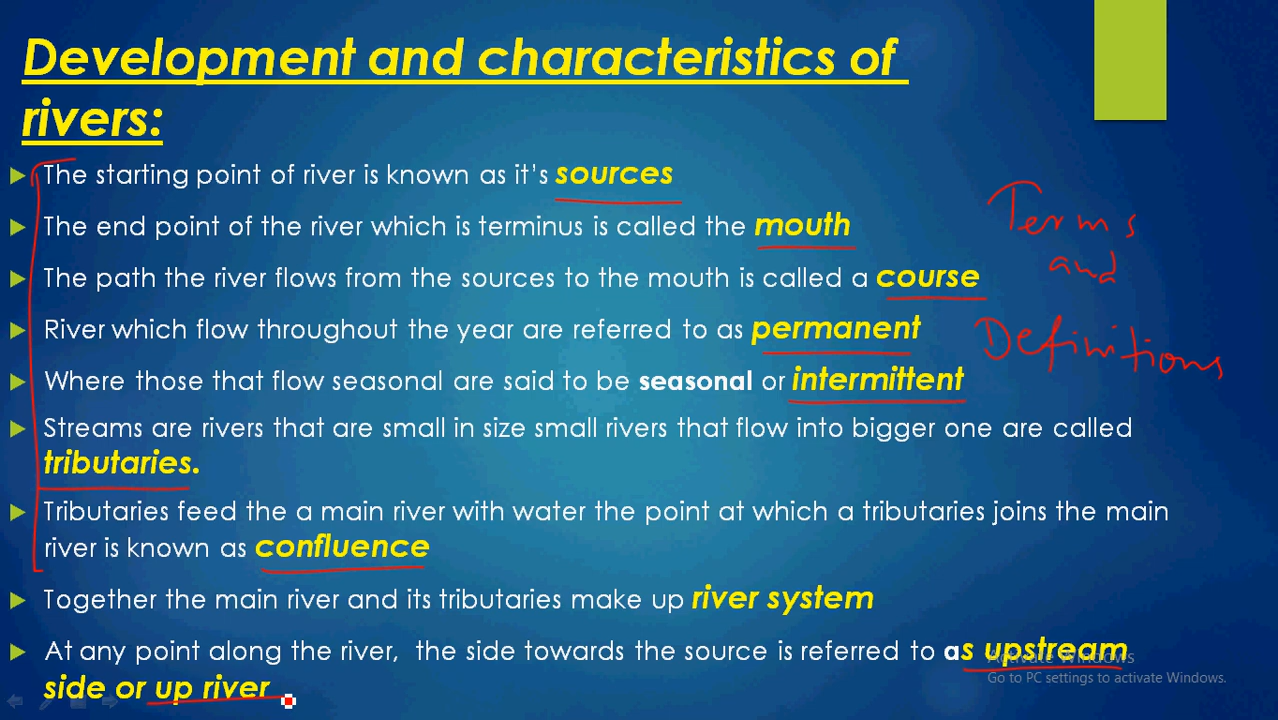 Development and characteristics of
rivers:
The starting point of river is known as it's sources
The end point of the river which is terminus is called the mouth
The path the river flows from the sources to the mouth is called a course
River which flow throughout the year are referred to as permanent
Where those that flow seasonal are said to be seasonal or intermittent
Streams are rivers that are small in size small rivers that flow into bigger one are called
tributaries.
Tributaries feed the a main river with water the point at which a tributaries joins the main
river is known as confluence
Together the main river and its tributaries make up river system
At any point along the river, the side towards the source is referred to as upstream
side or up river
Terms
and
Definitions
Activate Windows
Go to PC settings to activate Windows.